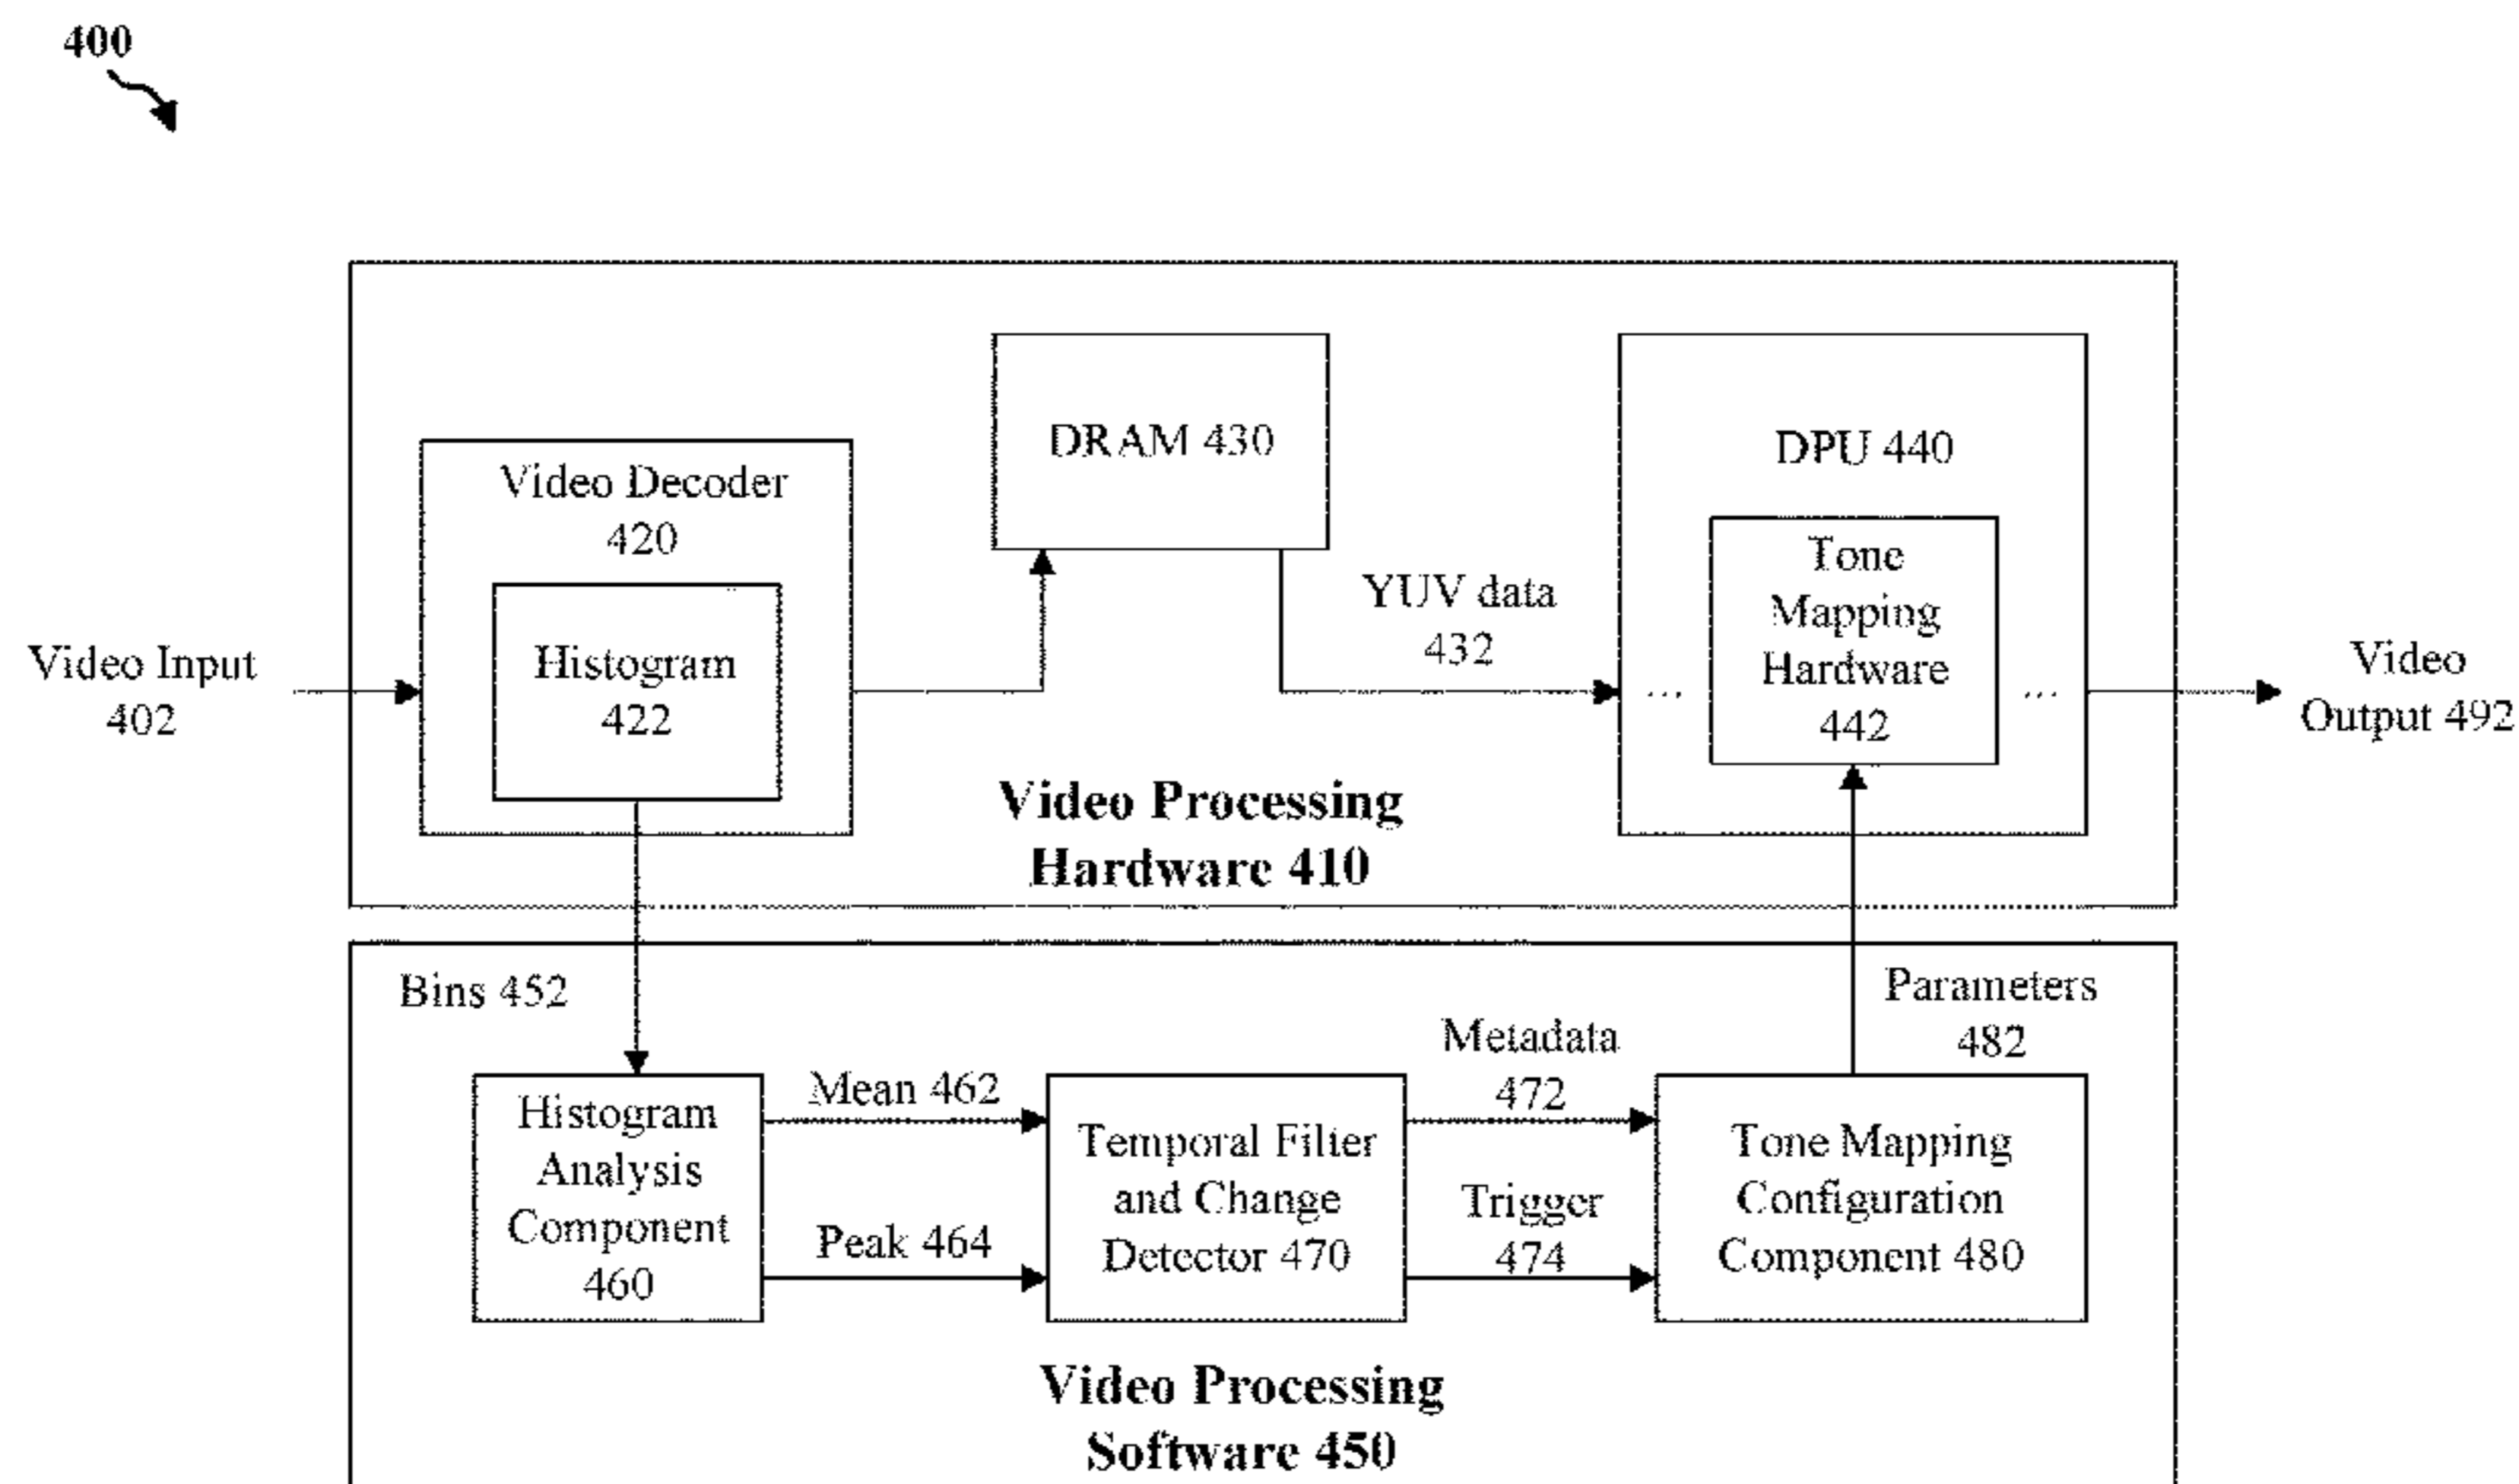 400
Video Decoder
420
Histogram
422
DRAM 430
DPU 440
Tone
Mapping
Hardware
442
YUV data
432
Video Input
402
Video
Output 492
...
...
Video Processing
Hardware 410
Bins 452
Parameters
482
Histogram
Analysis
Component
460
Mean 462
Peak 464
Temporal Filter
and Change
Detector 470
Metadata
472
Trigger
474
Tone Mapping
Configuration
Component 480
Video Processing
Software 450